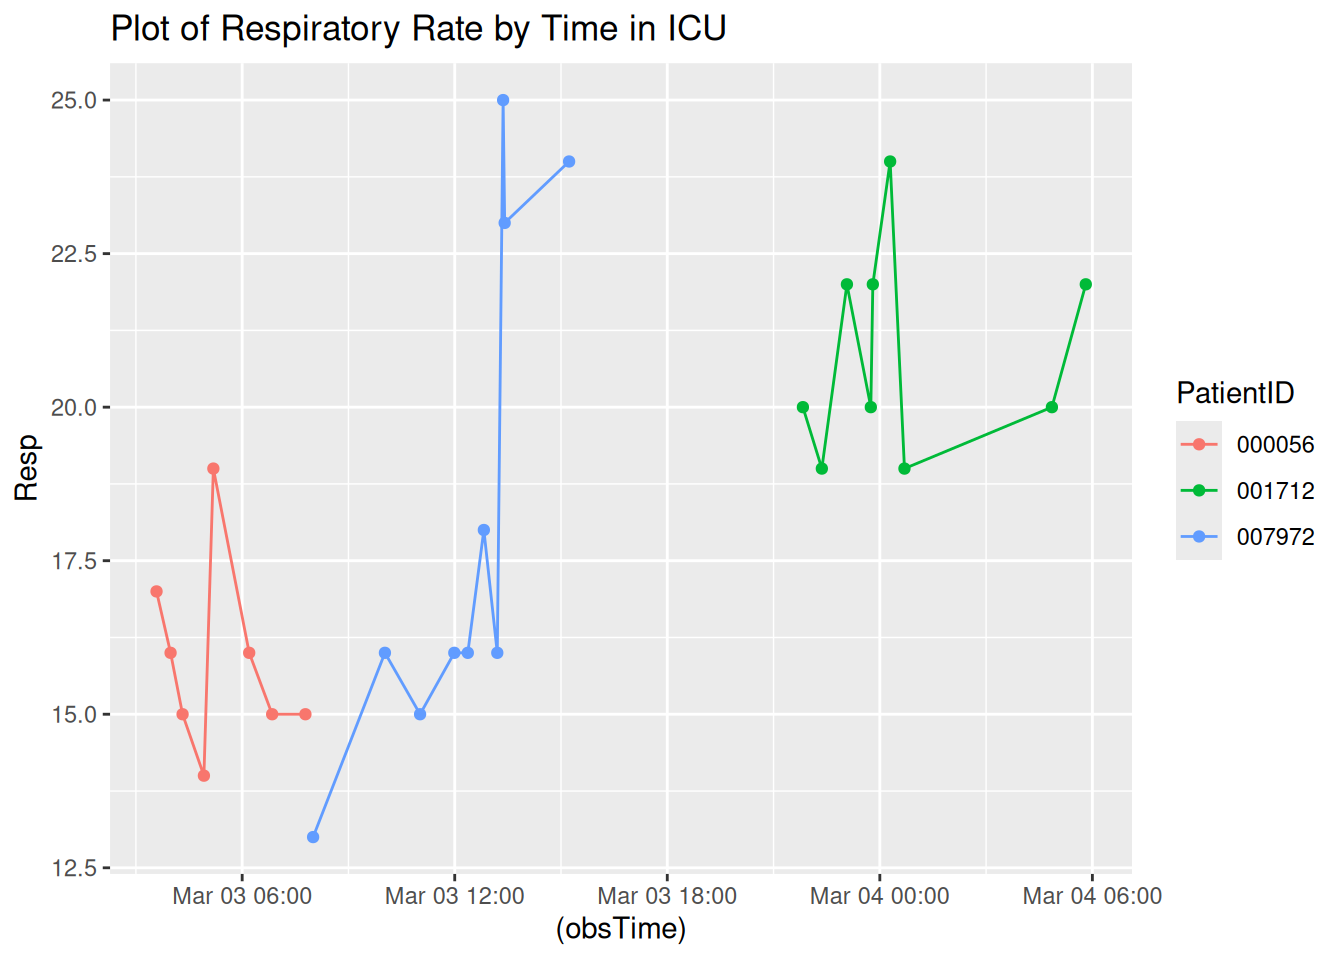 Plot of Respiratory Rate by Time in ICU
25.0
22.5
20.0
17.5
15.0
12.5
Resp
Mar 03 06:00 Mar 03 12:00 Mar 03 18:00 Mar 04 00:00 Mar 04 06:00
(obsTime)
PatientID
000056
001712
007972